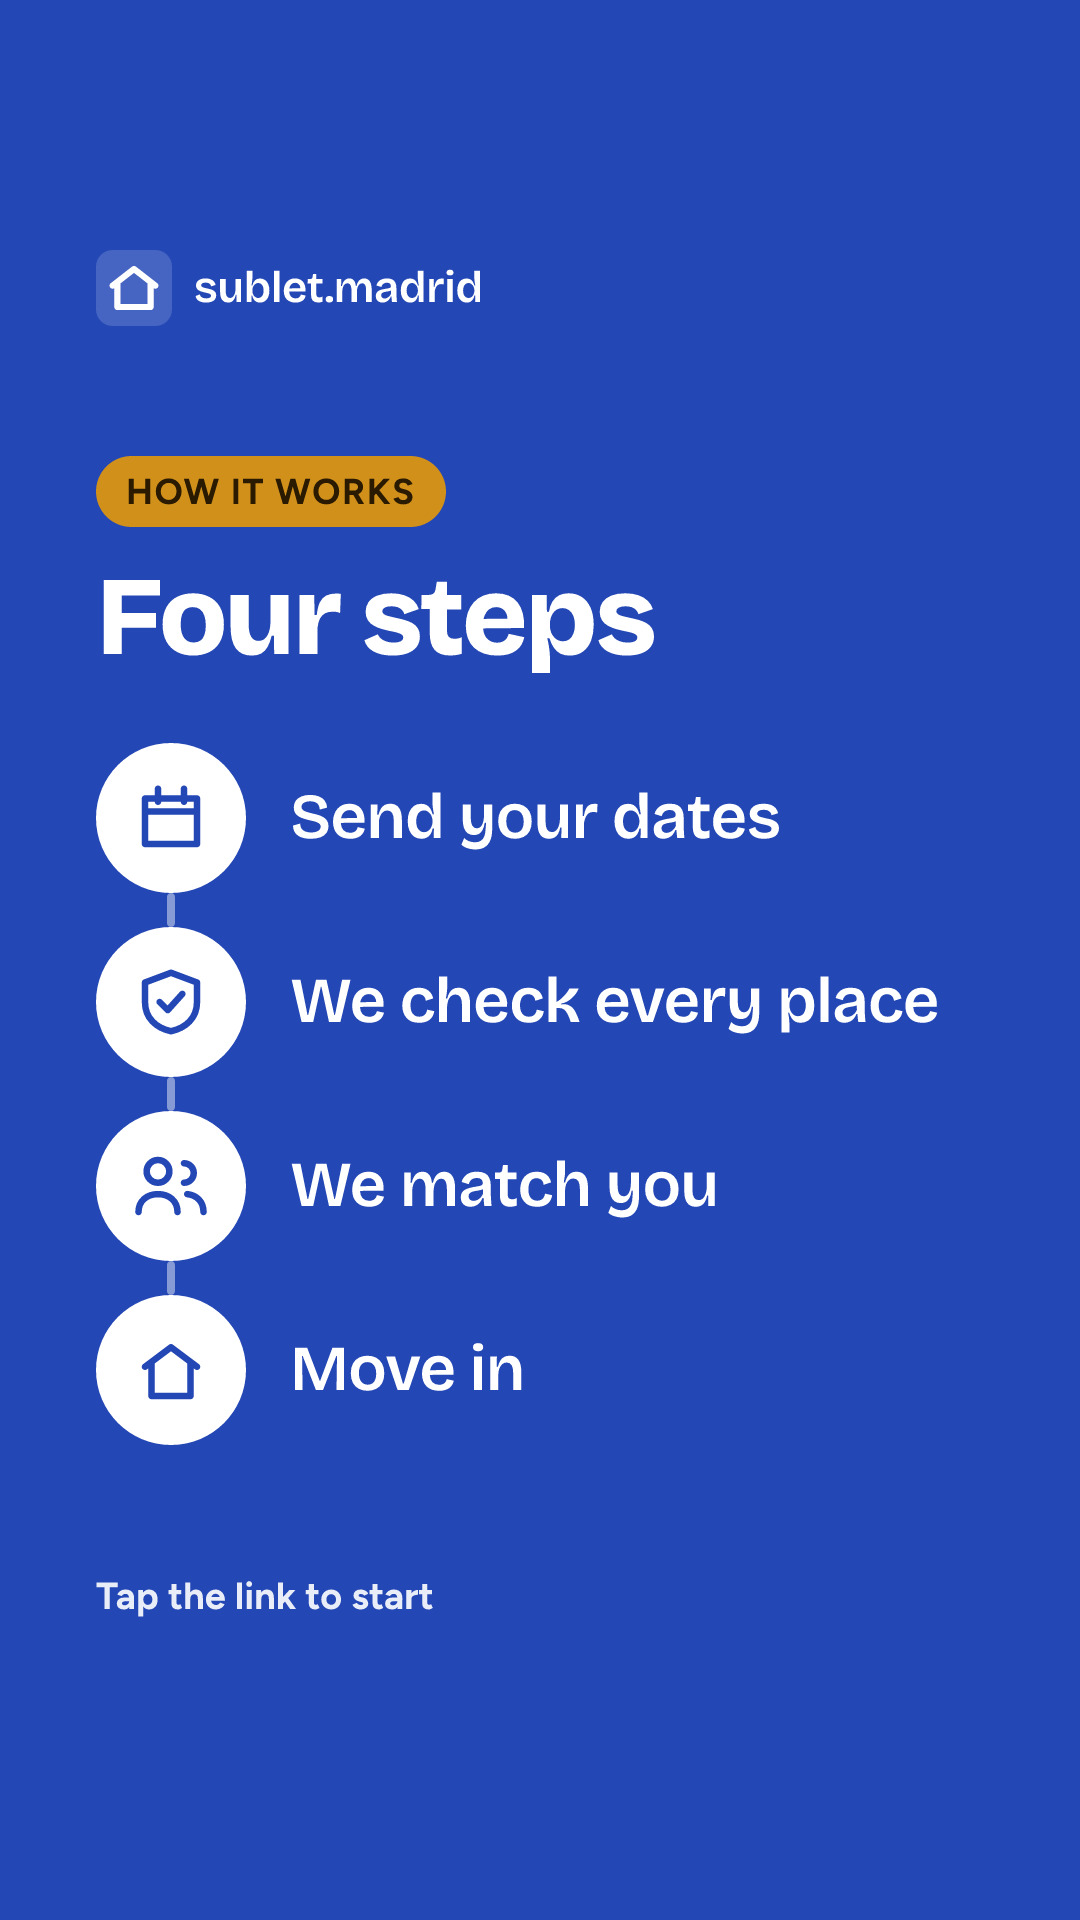 sublet.madrid
HOW IT WORKS
Four steps
Send your dates
We check every place
We match you
Move in
Tap the link to start